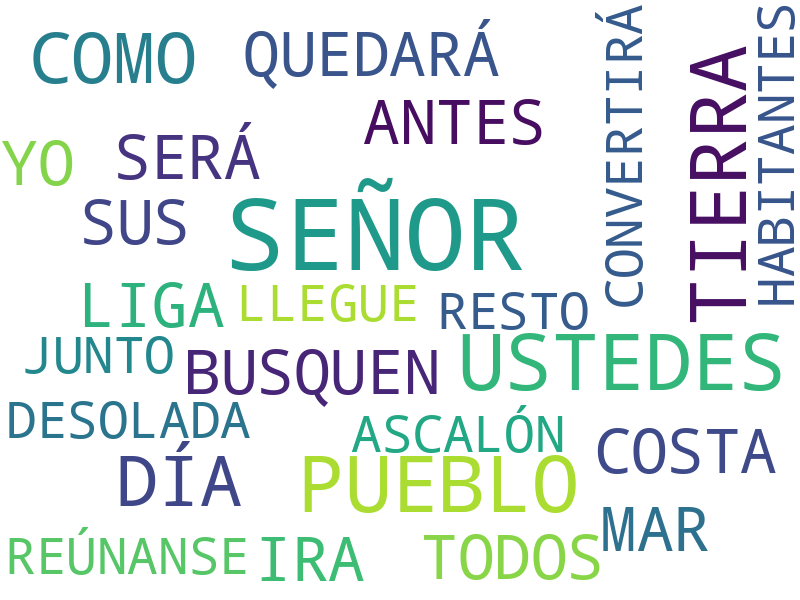 COMO
QUEDARÁ
CONVERTIRÁ
TIERRA
HABITANTES
ANTES
YO
SERÁ
SUS
SEÑOR
LIGA
LLEGUE
RESTO
JUNTO
BUSQUEN
USTEDES
DESOLADA
ASCALÓN
COSTA
DÍA
PUEBLO
MAR
REÚNANSE
IRA
TODOS